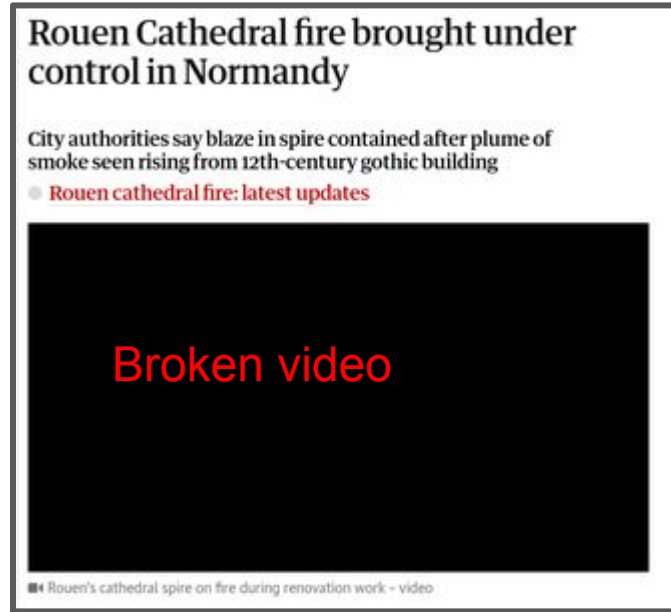 Rouen Cathedral fire brought under
control in Normandy
City authorities say blaze in spire contained after plume of
smoke seen rising from 12th-century gothic building
Rouen cathedral fire: latest updates
Broken video
Rouen's cathedral spire on fire during renovation work – video